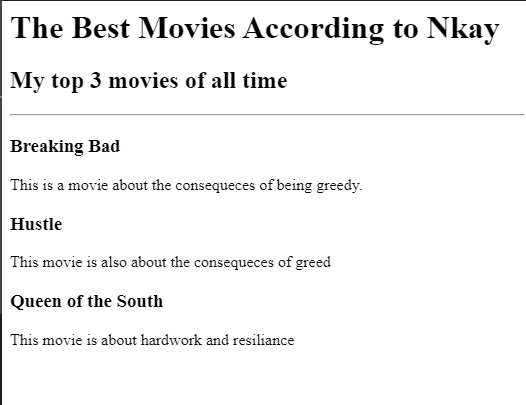 The Best Movies According to Nkay
My top 3 movies of all time
Breaking Bad
This is a movie about the consequeces of being greedy.
Hustle
This movie is also about the consequeces of greed
Queen of the South
This movie is about hardwork and resiliance